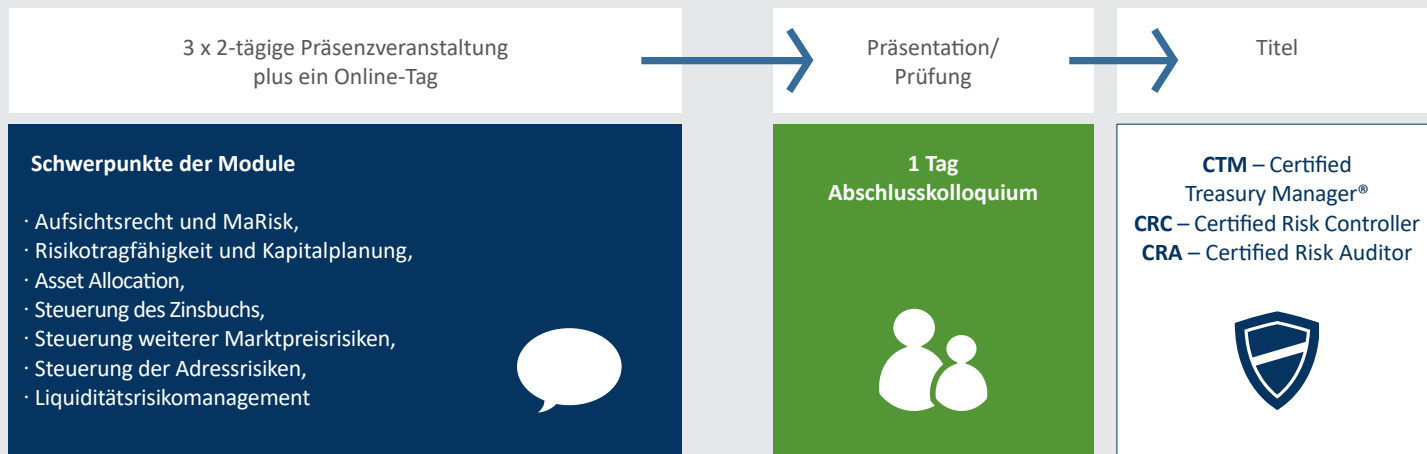 3 x 2-tägige Präsenzveranstaltung
plus ein Online-Tag
Präsentation/
Prüfung
Titel
Schwerpunkte der Module
· Aufsichtsrecht und MaRisk,
· Risikotragfähigkeit und Kapitalplanung,
· Asset Allocation,
· Steuerung des Zinsbuchs,
· Steuerung weiterer Marktpreisrisiken,
· Steuerung der Adressrisiken,
· Liquiditätsrisikomanagement
1 Tag
Abschlusskolloquium
CTM – Certified
Treasury Manager®
CRC – Certified Risk Controller
CRA – Certified Risk Auditor